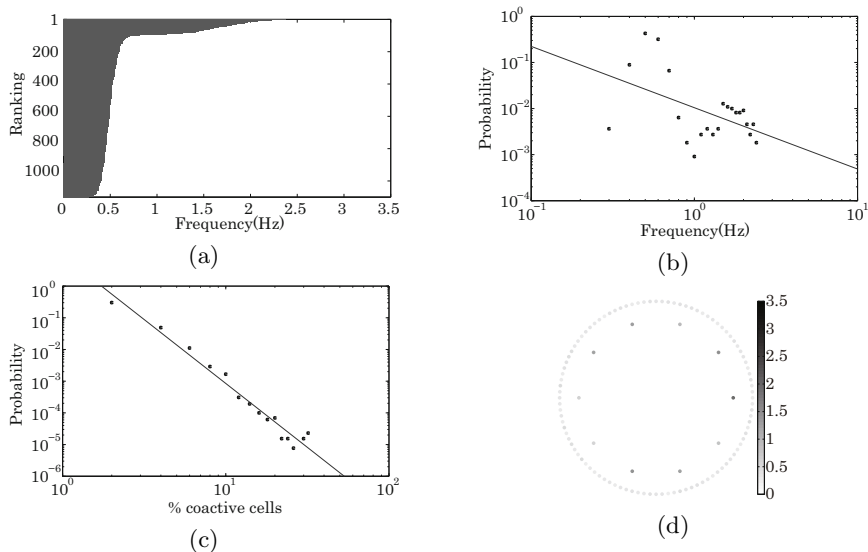 1
200
400
600
800
1000
Ranking
0 0.5 1 1.5 2 2.5 3 3.5
Frequency(Hz)
(a)
10^0
10^-1
10^-2
10^-3
10^-4
Probability
10^-1 10^0 10^1
Frequency(Hz)
(b)
10^0
10^-1
10^-2
10^-3
10^-4
10^-5
10^-6
Probability
10^0 10^1 10^2
% coactive cells
(c)
3.5
3
2.5
2
1.5
1
0.5
0
(d)